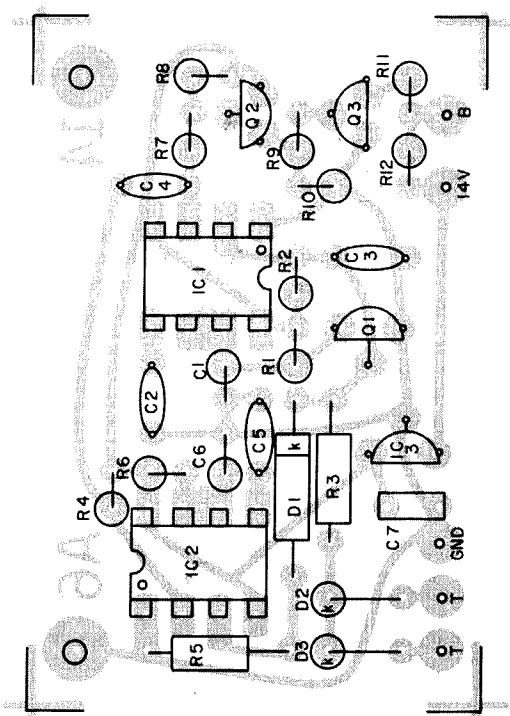 R8
R11
Q2
Q3
B
R7
R9
R12
C4
R10
14V
IC1
R2
C3
R1
Q1
C1
C2
C5
k
IC3
R6
C6
R4
D1
R3
C7
IC2
GND
D2
k
T
R5
D3
k
T